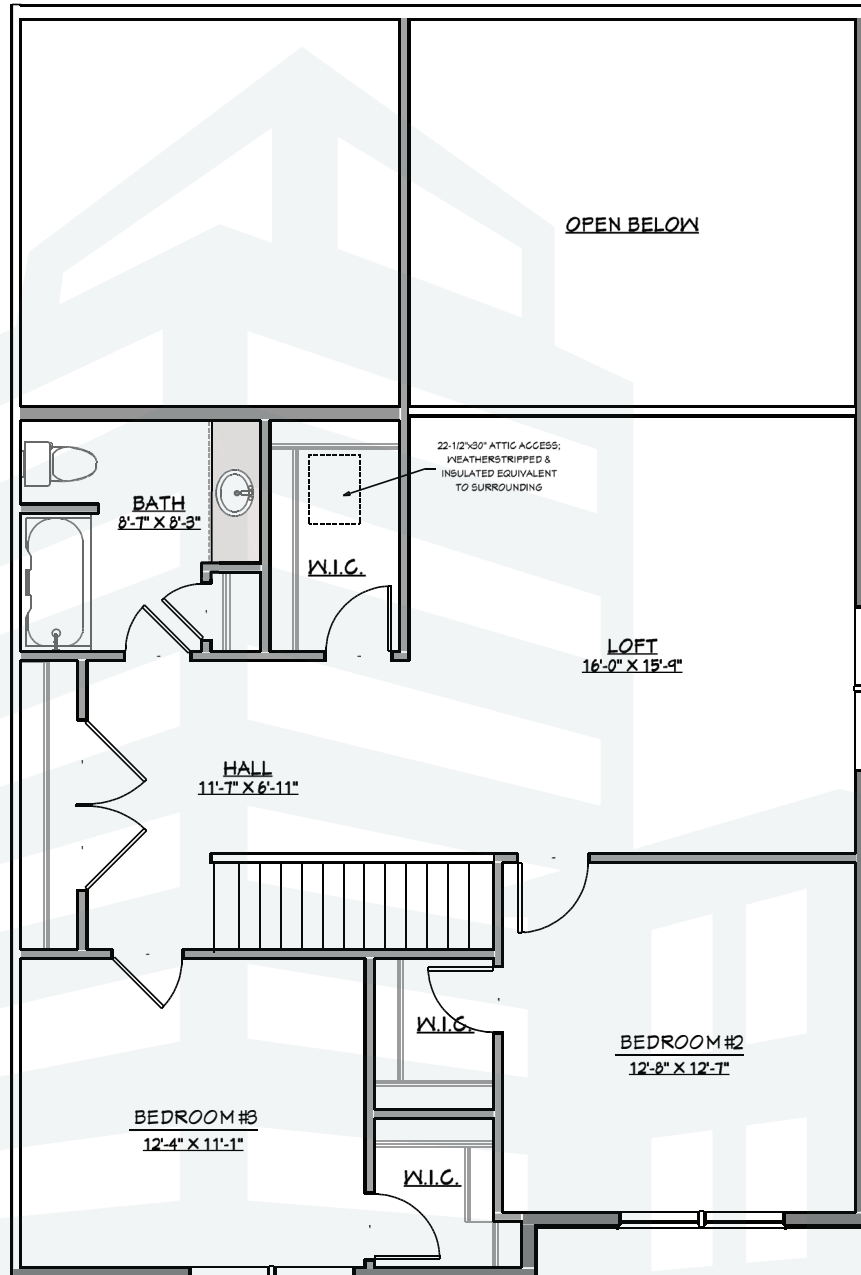 OPEN BELOW
22-1/2"x30" ATTIC ACCESS;
WEATHERSTRIPPED &
INSULATED EQUIVALENT
TO SURROUNDING
BATH
8'-7" X 8'-3"
W.I.C.
LOFT
16'-0" X 15'-9"
HALL
11'-7" X 6'-11"
W.I.C.
BEDROOM #2
12'-8" X 12'-7"
BEDROOM #3
12'-4" X 11'-1"
W.I.C.